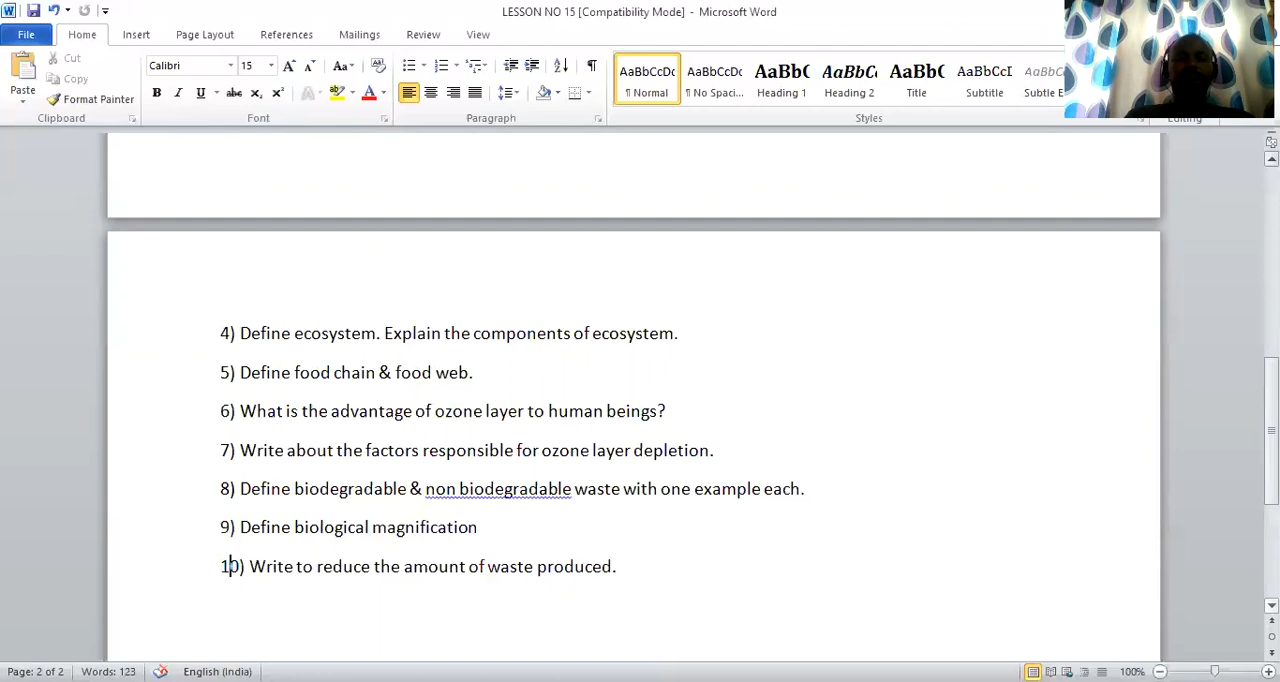 LESSON NO 15 [Compatibility Mode] - Microsoft Word
File Home Insert Page Layout References Mailings Review View
Paste
Cut
Copy
Format Painter
Calibri 15
AaBbCcDc AaBbCcDc AaBbC AaBbCc AaBb( AaBbCcI AaBbCcD
¶ Normal ¶ No Spaci... Heading 1 Heading 2 Title Subtitle Subtle E
Clipboard Font Paragraph Styles Editing
4) Define ecosystem. Explain the components of ecosystem.
5) Define food chain & food web.
6) What is the advantage of ozone layer to human beings?
7) Write about the factors responsible for ozone layer depletion.
8) Define biodegradable & non biodegradable waste with one example each.
9) Define biological magnification
10) Write to reduce the amount of waste produced.
Page: 2 of 2 Words: 123 English (India) 100%